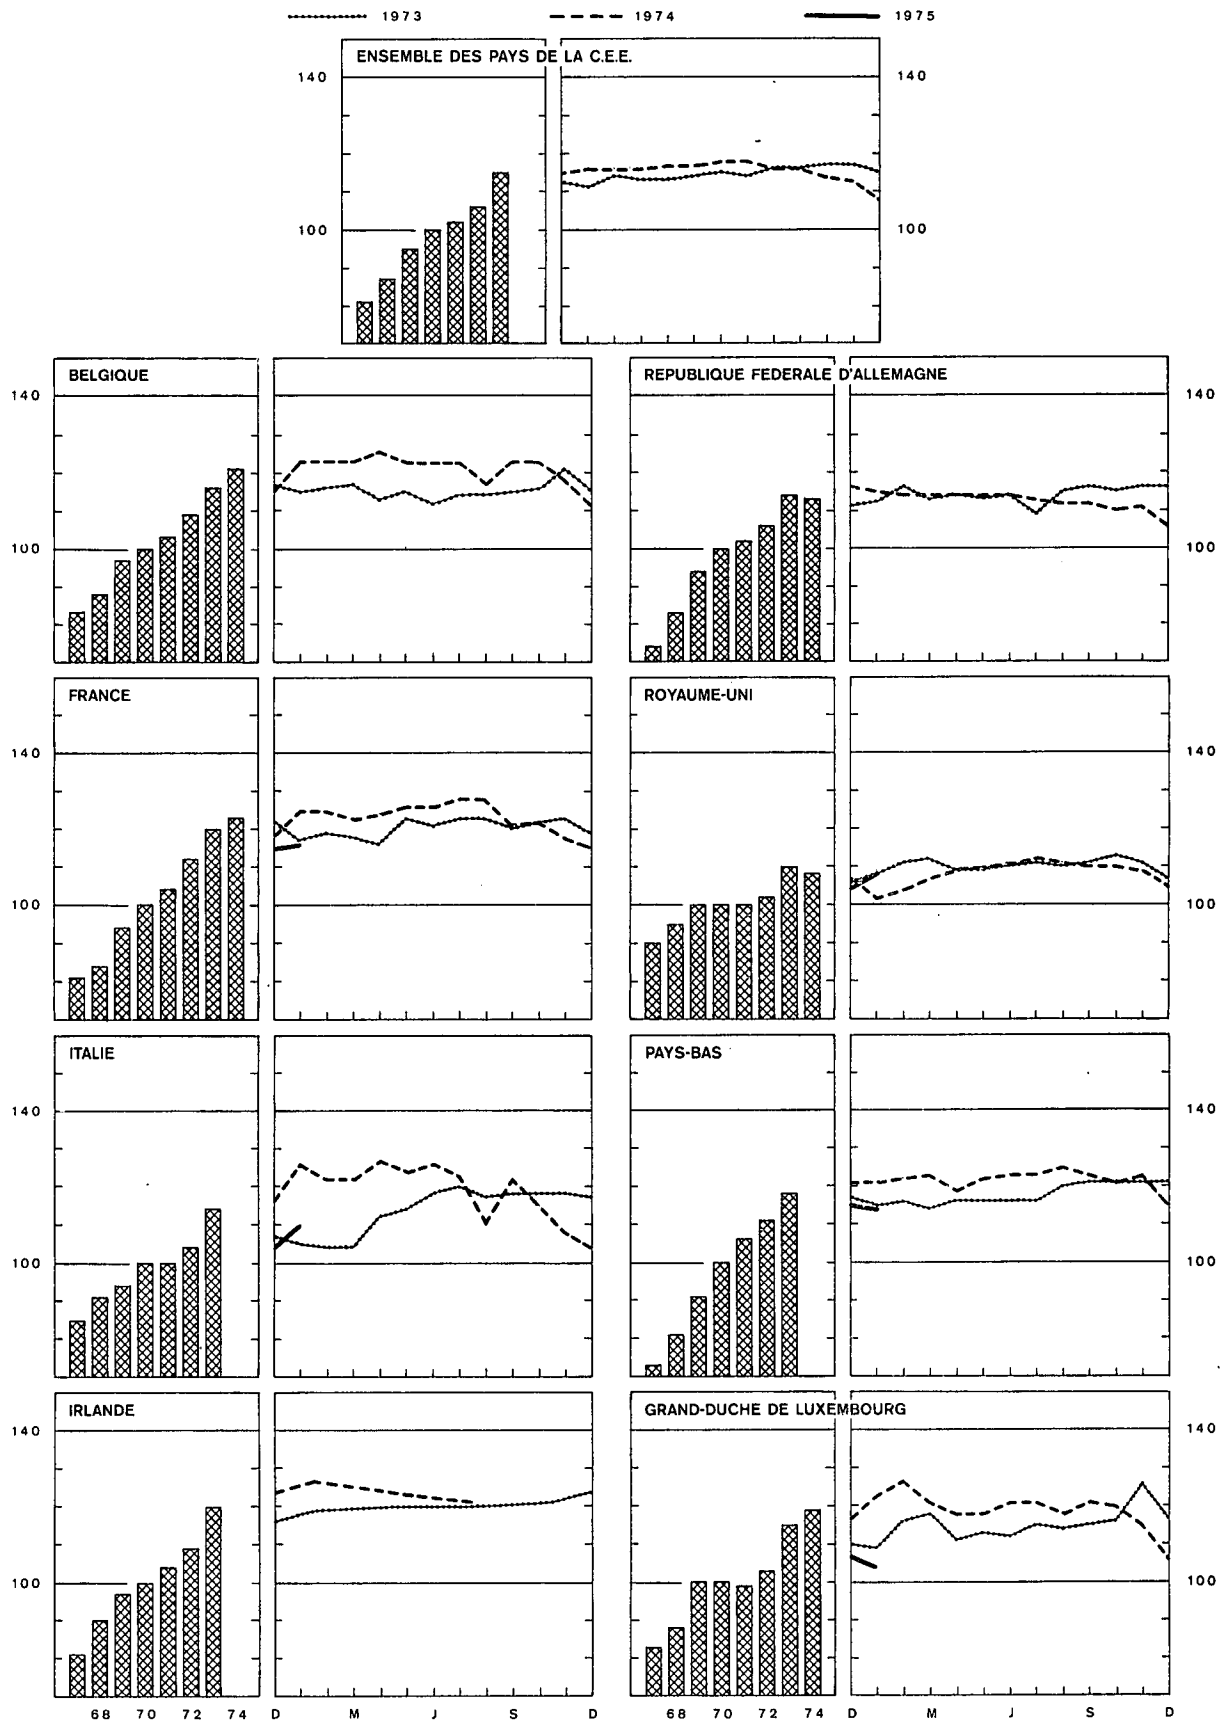 1973 1974 1975
ENSEMBLE DES PAYS DE LA C.E.E.
140 140
100 100
BELGIQUE REPUBLIQUE FEDERALE D'ALLEMAGNE
140 140
100 100
FRANCE ROYAUME-UNI
140 140
100 100
ITALIE PAYS-BAS
140 140
100 100
IRLANDE GRAND-DUCHE DE LUXEMBOURG
140 140
100 100
68 70 72 74 D M J S D 68 70 72 74 D M J S D